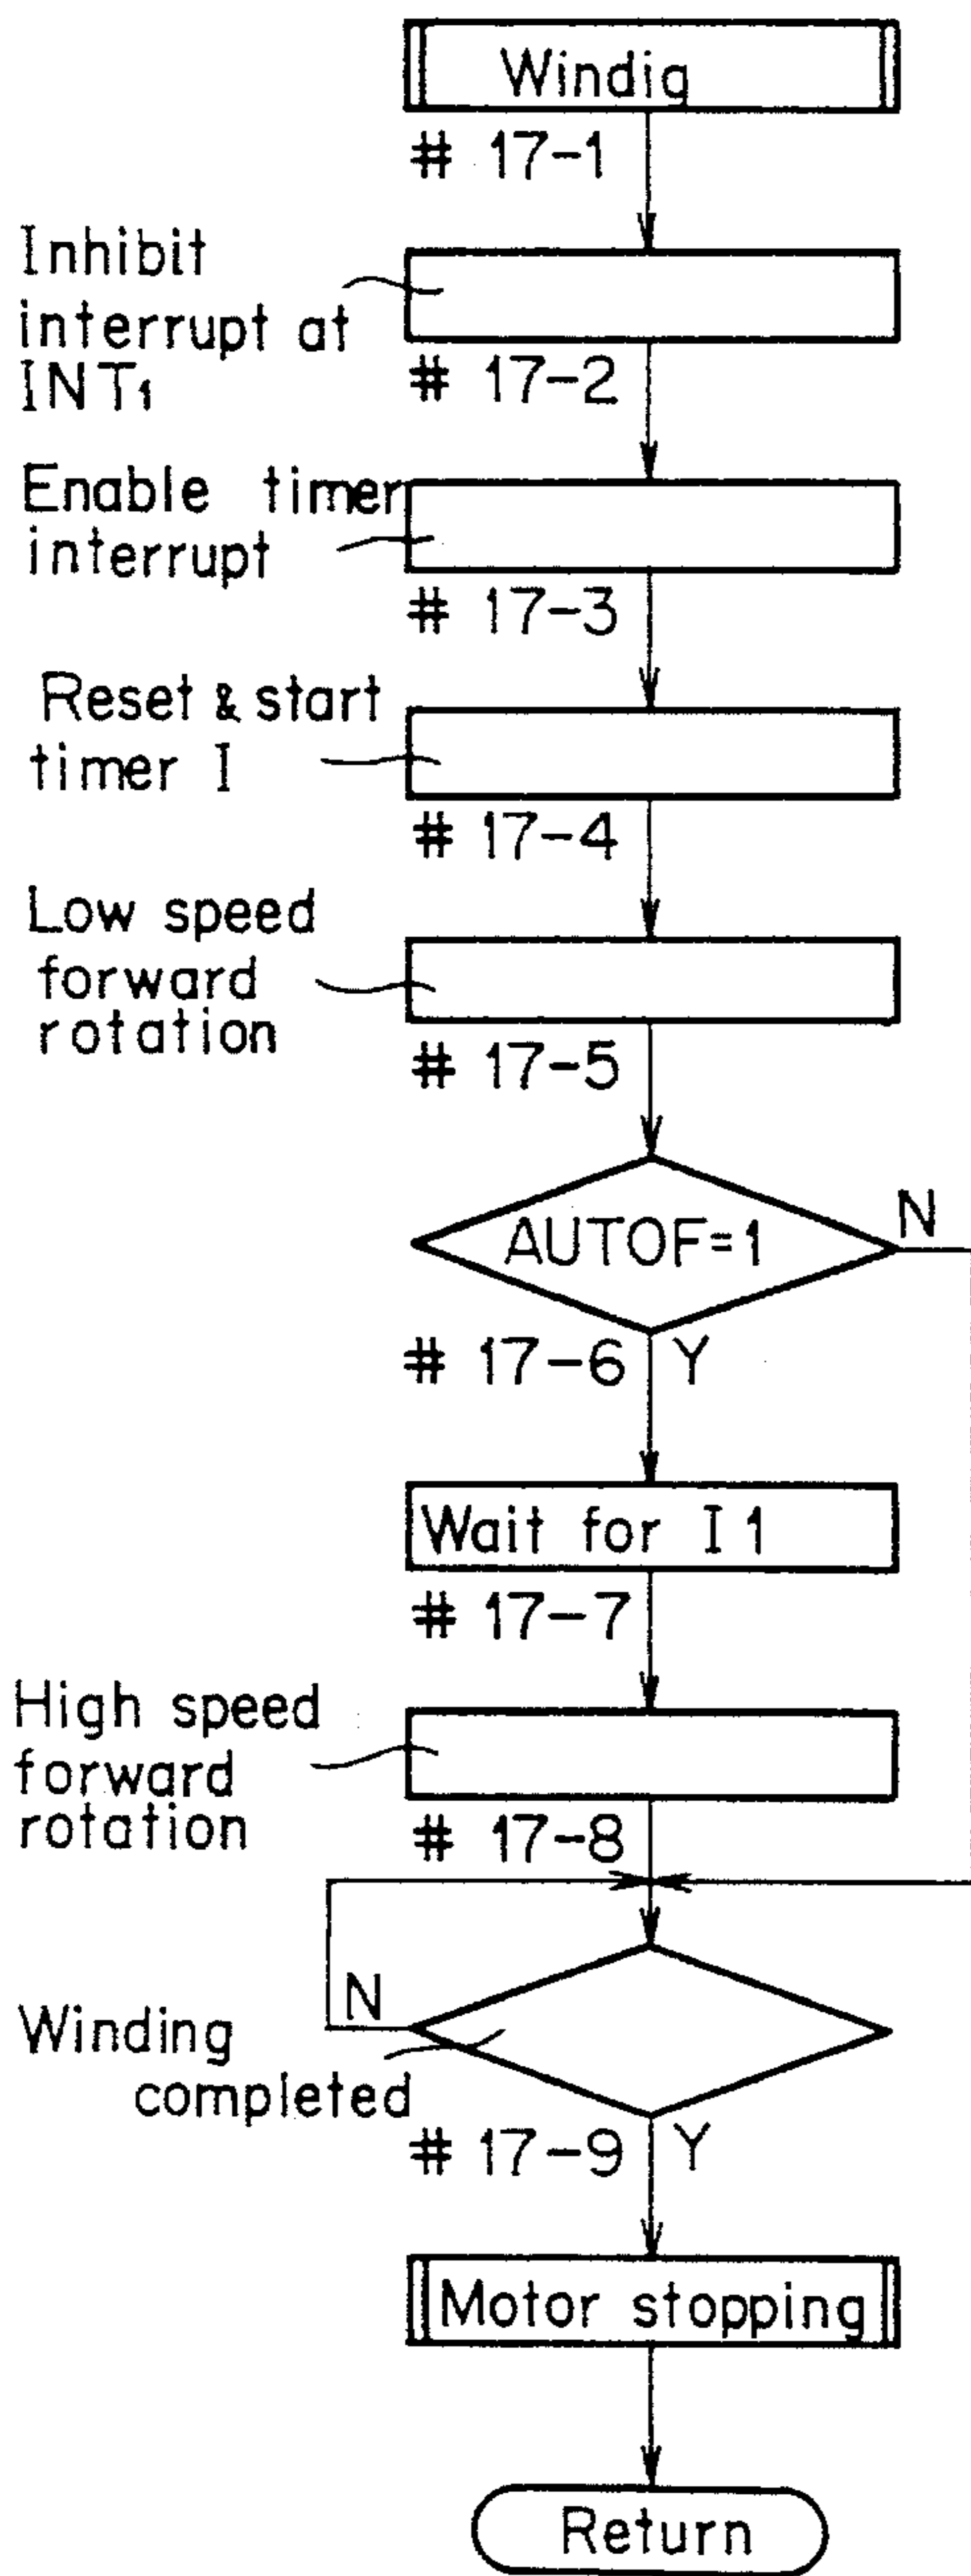 Windig
# 17-1
Inhibit
interrupt at
INT1
# 17-2
Enable timer
interrupt
# 17-3
Reset & start
timer I
# 17-4
Low speed
forward
rotation
# 17-5
AUTOF=1
N
# 17-6
Y
Wait for I 1
# 17-7
High speed
forward
rotation
# 17-8
N
Winding
completed
# 17-9
Y
Motor stopping
Return